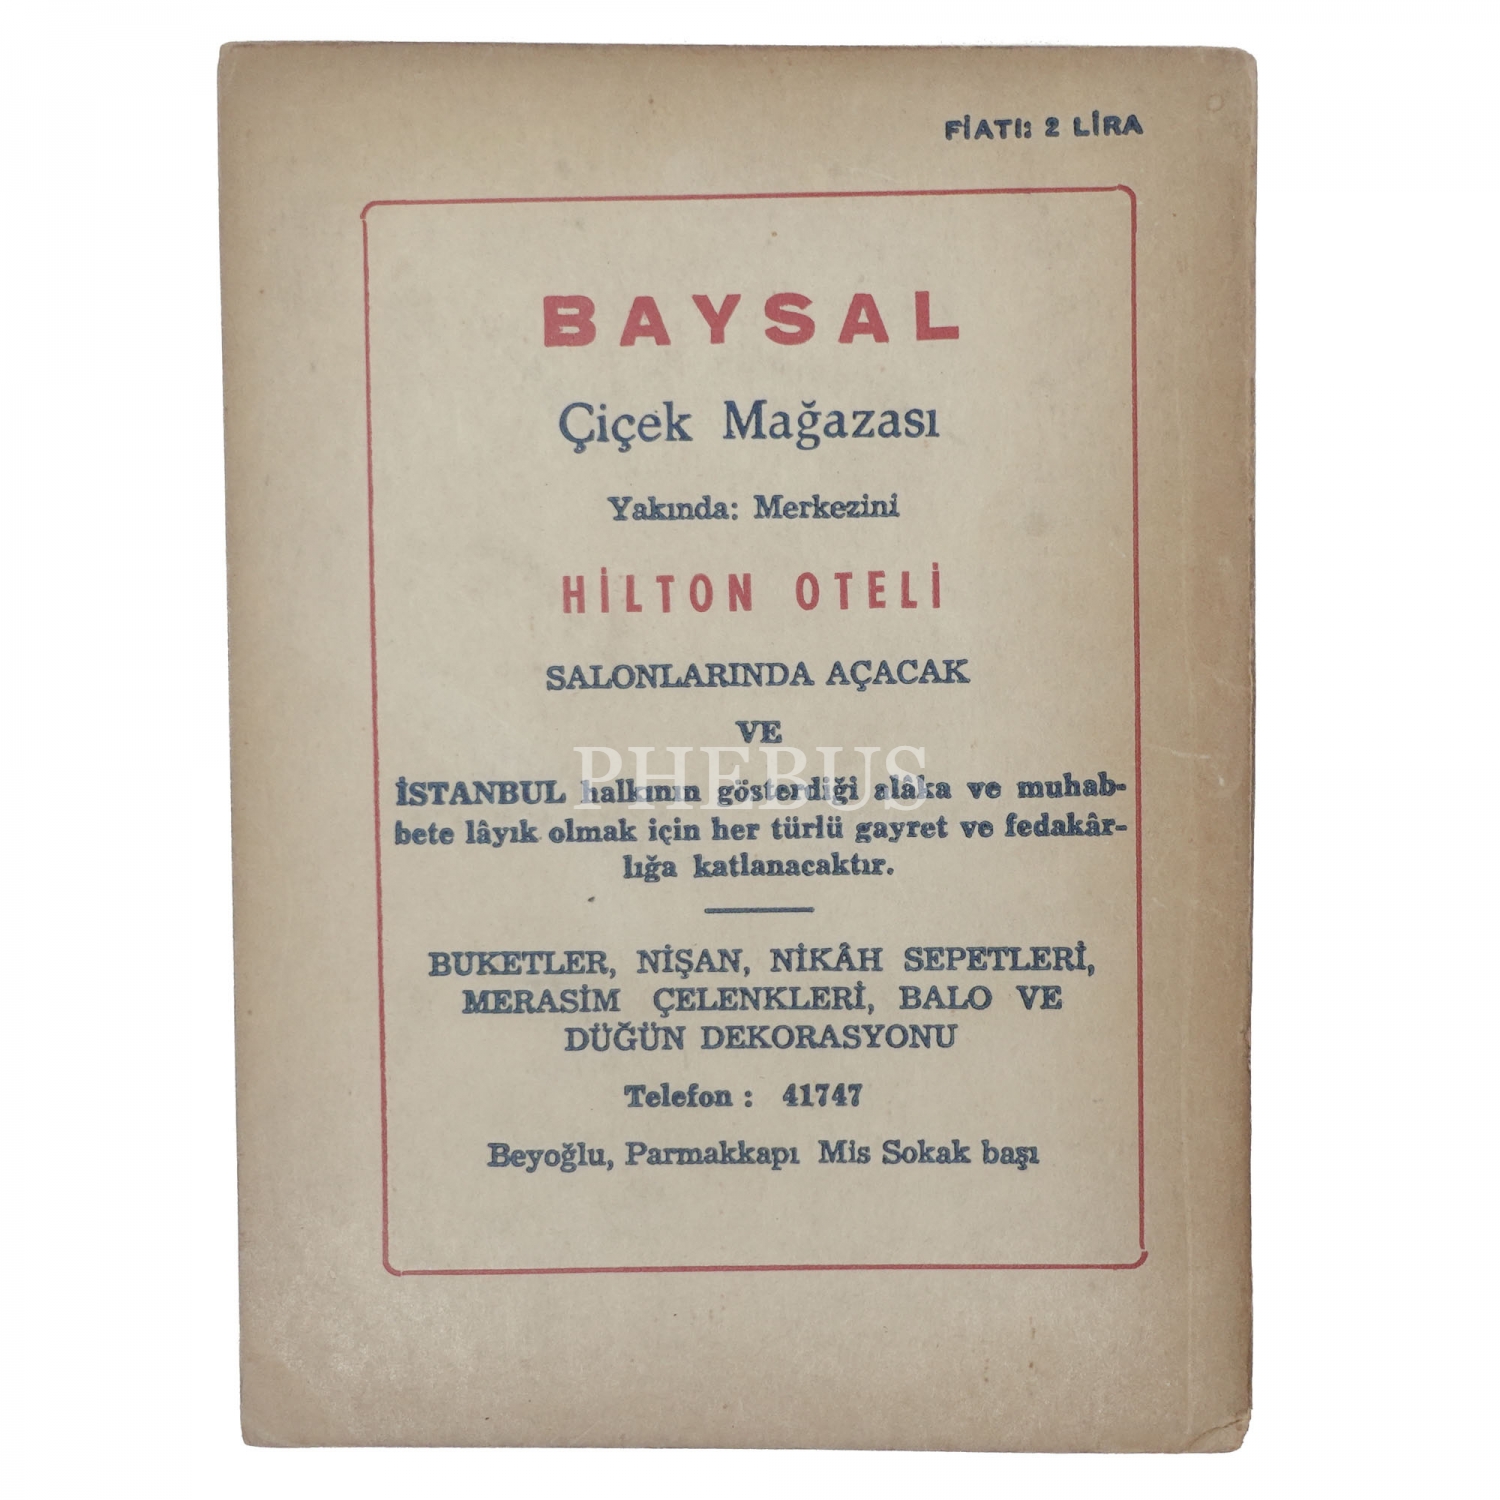 FİATI: 2 LİRA
BAYSAL
Çiçek Mağazası
Yakında: Merkezini
HİLTON OTELİ
SALONLARINDA AÇACAK
VE
PHEBUS
İSTANBUL halkının gösterdiği alâka ve muhab-
bete lâyık olmak için her türlü gayret ve fedakâr-
lığa katlanacaktır.
BUKETLER, NİŞAN, NİKÂH SEPETLERİ,
MERASİM ÇELENKLERİ, BALO VE
DÜĞÜN DEKORASYONU
Telefon : 41747
Beyoğlu, Parmakkapı Mis Sokak başı